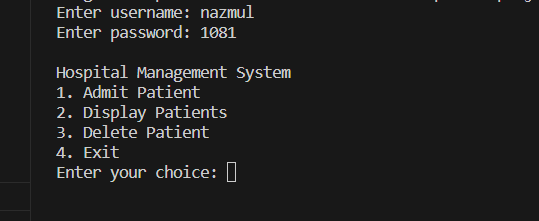 Enter username: nazmul
Enter password: 1081
Hospital Management System
1. Admit Patient
2. Display Patients
3. Delete Patient
4. Exit
Enter your choice: